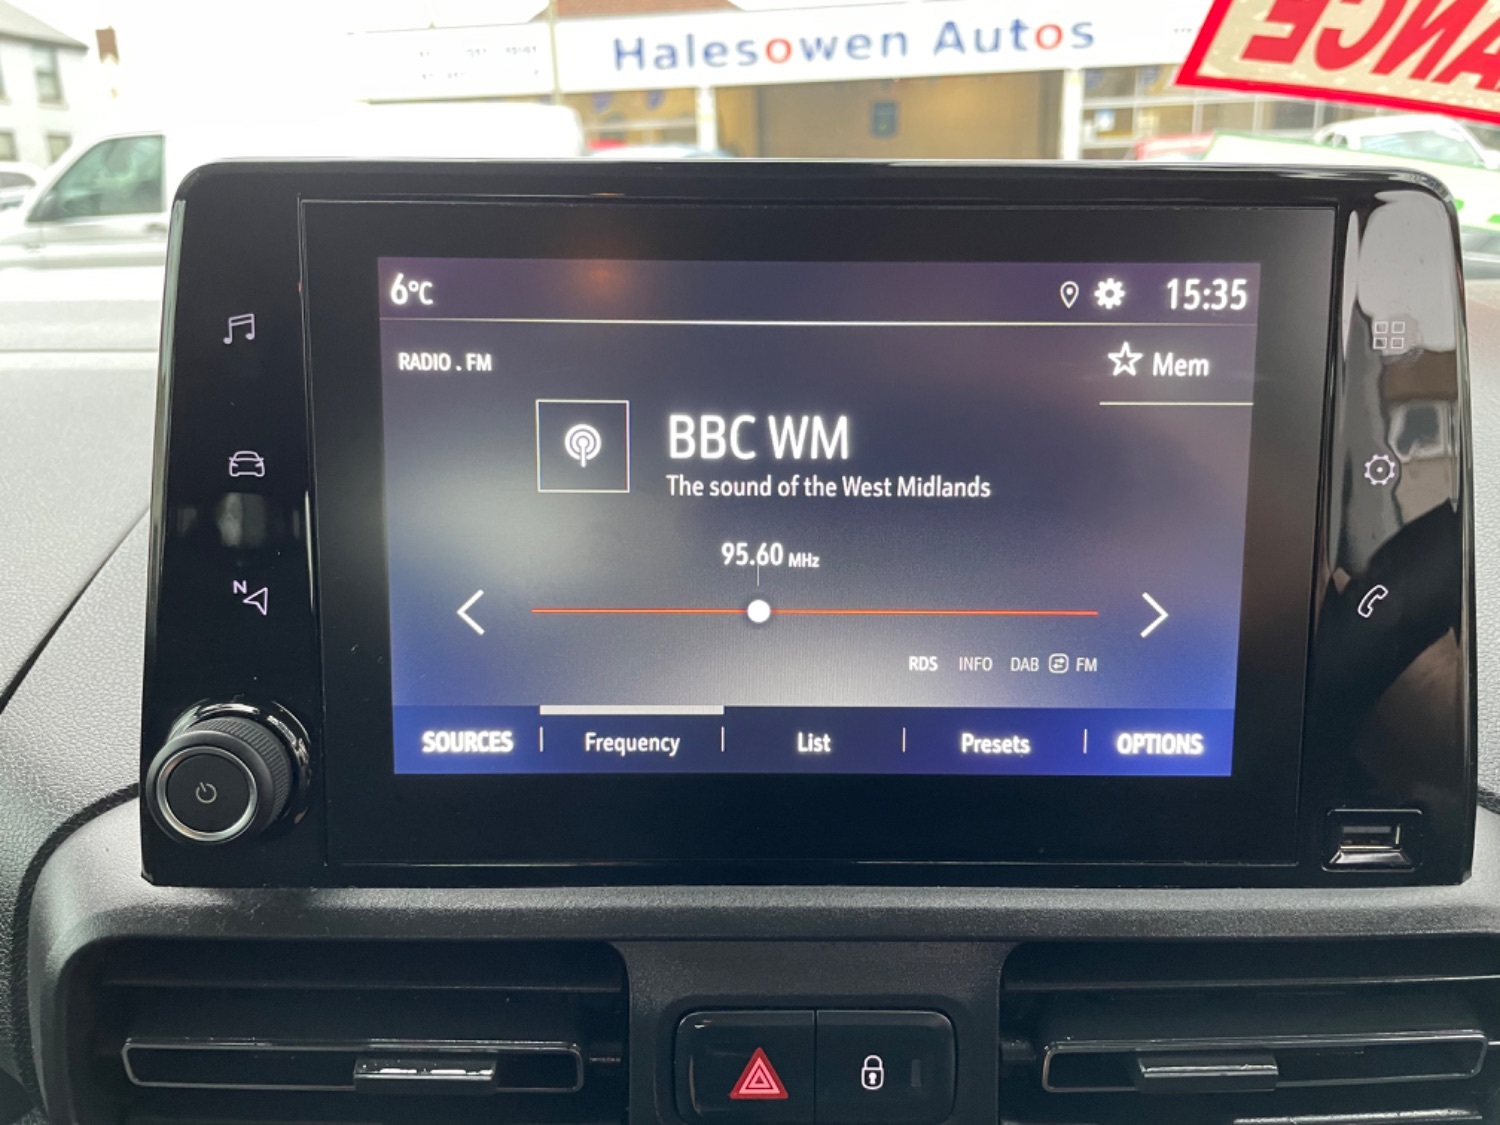 Halesowen Autos
ANCE
6°C
15:35
RADIO . FM
Mem
BBC WM
The sound of the West Midlands
95.60 MHz
RDS INFO DAB FM
SOURCES Frequency List Presets OPTIONS
N